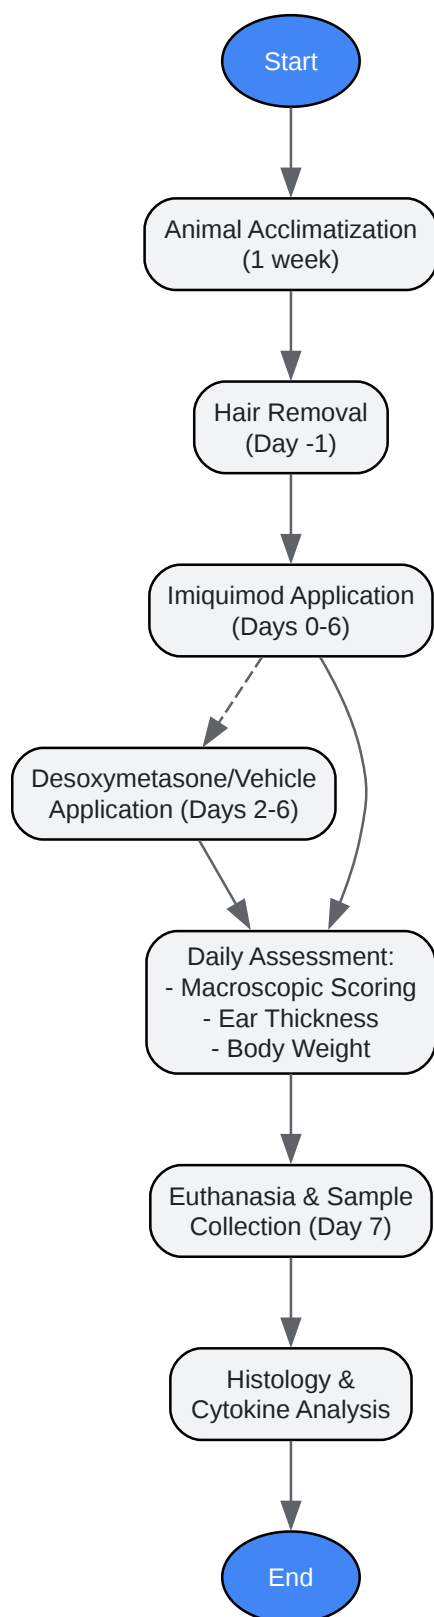 Start
Animal Acclimatization
(1 week)
Hair Removal
(Day -1)
Imiquimod Application
(Days 0-6)
Desoxymetasone/Vehicle
Application (Days 2-6)
Daily Assessment:
- Macroscopic Scoring
- Ear Thickness
- Body Weight
Euthanasia & Sample
Collection (Day 7)
Histology &
Cytokine Analysis
End